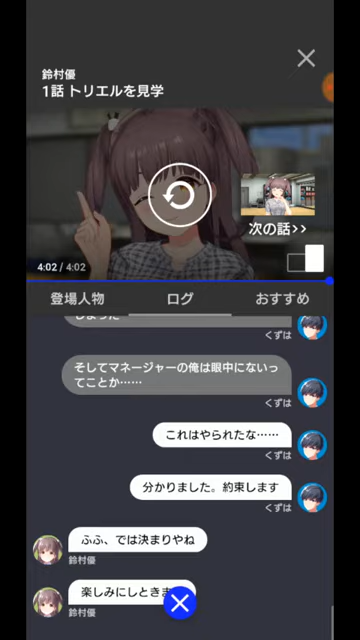 鈴村優
1話 トリエルを見学
次の話>>
4:02 / 4:02
登場人物
ログ
おすすめ
しまった
くずは
そしてマネージャーの俺は眼中にないっ
てことか……
くずは
これはやられたな……
くずは
分かりました。約束します
くずは
ふふ、では決まりやね
鈴村優
楽しみにしときま
鈴村優